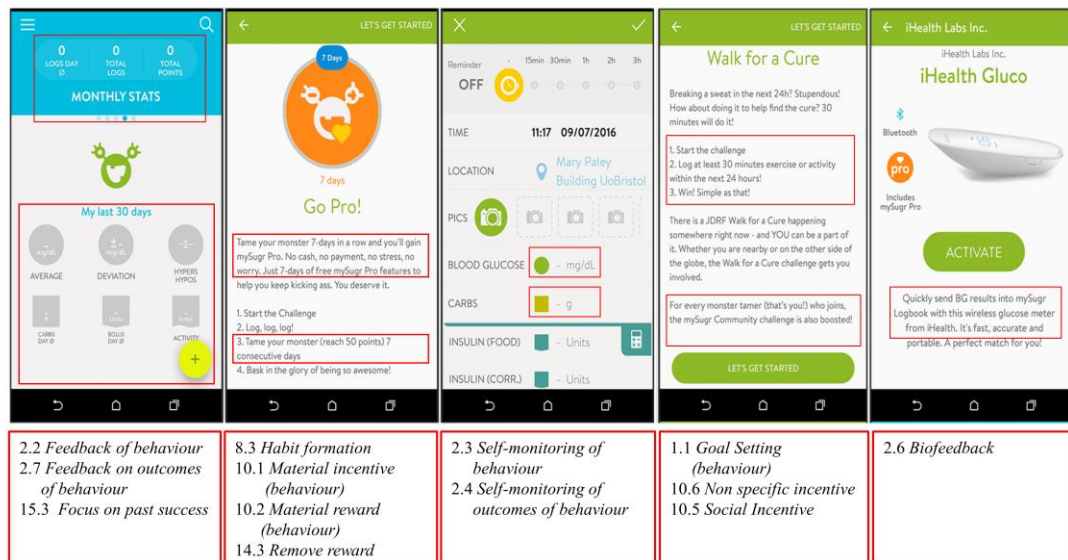 0 0 0
LOGS DAY TOTAL TOTAL
Ø LOGS POINTS
MONTHLY STATS
My last 30 days
mg/dL mg/dL
AVERAGE DEVIATION HYPERS
HYPOS
CARBS BOLUS ACTIVITY
DAY Ø DAY Ø
+
LET'S GET STARTED
7 Days
7 days
Go Pro!
Tame your monster 7-days in a row and you'll gain
mySugr Pro. No cash, no payment, no stress, no
worry. Just 7-days of free mySugr Pro features to
help you keep kicking ass. You deserve it.
1. Start the Challenge
2. Log, log, log!
3. Tame your monster (reach 50 points) 7
consecutive days
4. Bask in the glory of being so awesome!
Reminder - 15min 30min 1h 2h 3h
OFF
TIME 11:17 09/07/2016
LOCATION Mary Paley
Building UoBristol
PICS
BLOOD GLUCOSE - mg/dL
CARBS - g
INSULIN (FOOD) - Units
INSULIN (CORR.) - Units
LET'S GET STARTED
Walk for a Cure
Breaking a sweat in the next 24h? Stupendous!
How about doing it to help find the cure? 30
minutes will do it!
1. Start the challenge
2. Log at least 30 minutes exercise or activity
within the next 24 hours!
3. Win! Simple as that!
There is a JDRF Walk for a Cure happening
somewhere right now - and YOU can be a part of
it. Whether you are nearby or on the other side of
the globe, the Walk for a Cure challenge gets you
involved.
For every monster tamer (that's you!) who joins,
the mySugr Community challenge is also boosted!
LET'S GET STARTED
iHealth Labs Inc.
iHealth Labs Inc.
iHealth Gluco
Bluetooth
pro
Includes
mySugr Pro
ACTIVATE
Quickly send BG results into mySugr
Logbook with this wireless glucose meter
from iHealth. It's fast, accurate and
portable. A perfect match for you!
2.2 Feedback of behaviour
2.7 Feedback on outcomes
of behaviour
15.3 Focus on past success
8.3 Habit formation
10.1 Material incentive
(behaviour)
10.2 Material reward
(behaviour)
14.3 Remove reward
2.3 Self-monitoring of
behaviour
2.4 Self-monitoring of
outcomes of behaviour
1.1 Goal Setting
(behaviour)
10.6 Non specific incentive
10.5 Social Incentive
2.6 Biofeedback